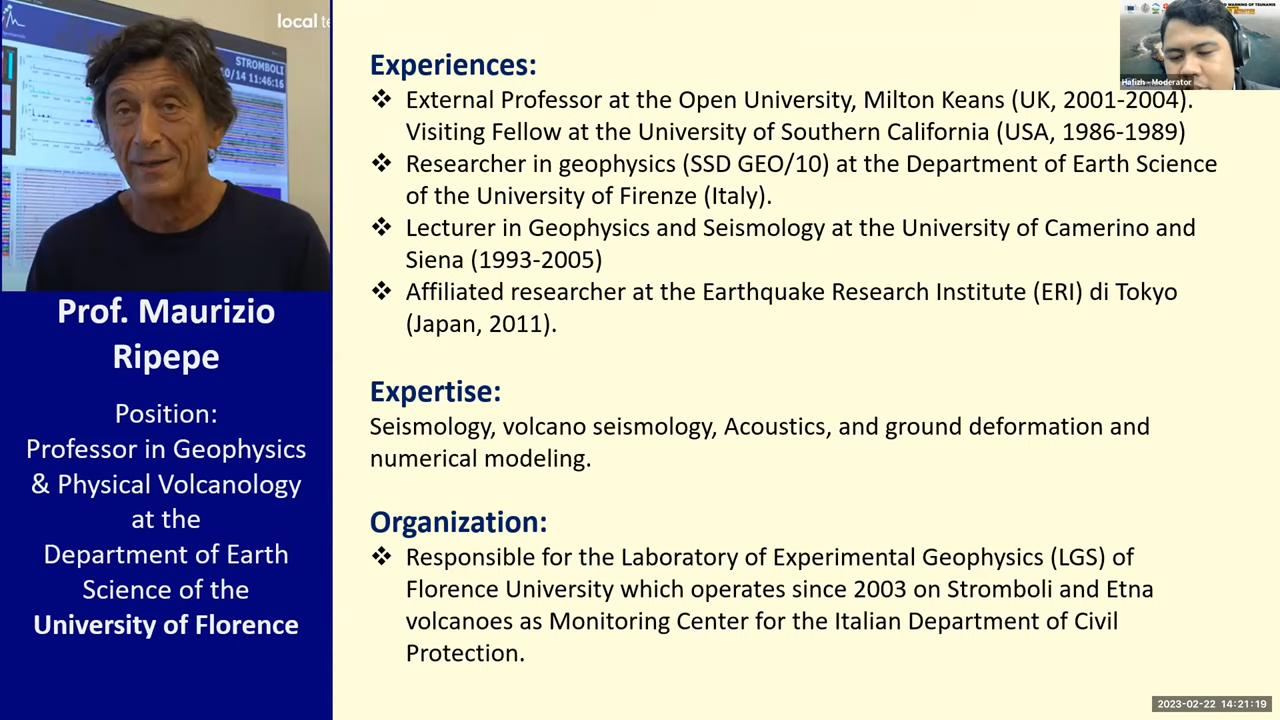 local te
STROMBOLI
0/14 11:46:16
Prof. Maurizio
Ripepe
Position:
Professor in Geophysics
& Physical Volcanology
at the
Department of Earth
Science of the
University of Florence
Experiences:
❖ External Professor at the Open University, Milton Keans (UK, 2001-2004).
Visiting Fellow at the University of Southern California (USA, 1986-1989)
❖ Researcher in geophysics (SSD GEO/10) at the Department of Earth Science
of the University of Firenze (Italy).
❖ Lecturer in Geophysics and Seismology at the University of Camerino and
Siena (1993-2005)
❖ Affiliated researcher at the Earthquake Research Institute (ERI) di Tokyo
(Japan, 2011).
Expertise:
Seismology, volcano seismology, Acoustics, and ground deformation and
numerical modeling.
Organization:
❖ Responsible for the Laboratory of Experimental Geophysics (LGS) of
Florence University which operates since 2003 on Stromboli and Etna
volcanoes as Monitoring Center for the Italian Department of Civil
Protection.
WARNING OF TSUNAMIS
Hafizh - Moderator
2023-02-22 14:21:19